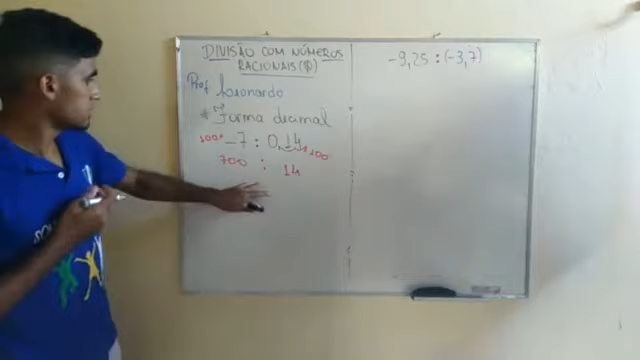 DIVISÃO COM NÚMEROS
RACIONAIS (Q)
Prof Leonardo
* Forma decimal
100× -7 : 0,14 ×100
700 : 14
-9,25 : (-3,7)